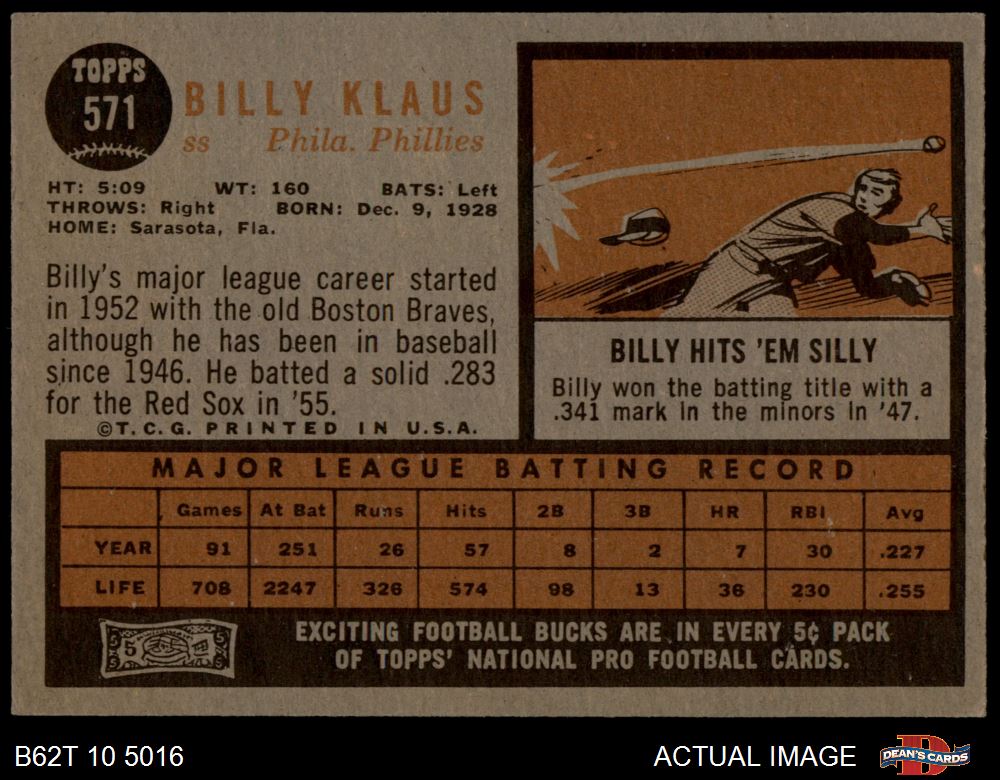 TOPPS
571
BILLY KLAUS
ss Phila. Phillies
HT: 5:09 WT: 160 BATS: Left
THROWS: Right BORN: Dec. 9, 1928
HOME: Sarasota, Fla.
Billy's major league career started
in 1952 with the old Boston Braves,
although he has been in baseball
since 1946. He batted a solid .283
for the Red Sox in '55.
©T.C.G. PRINTED IN U.S.A.
BILLY HITS 'EM SILLY
Billy won the batting title with a
.341 mark in the minors in '47.
MAJOR LEAGUE BATTING RECORD
Games At Bat Runs Hits 2B 3B HR RBI Avg
YEAR 91 251 26 57 8 2 7 30 .227
LIFE 708 2247 326 574 98 13 36 230 .255
5
EXCITING FOOTBALL BUCKS ARE IN EVERY 5¢ PACK
OF TOPPS' NATIONAL PRO FOOTBALL CARDS.
B62T 10 5016 ACTUAL IMAGE
DEAN'S CARDS